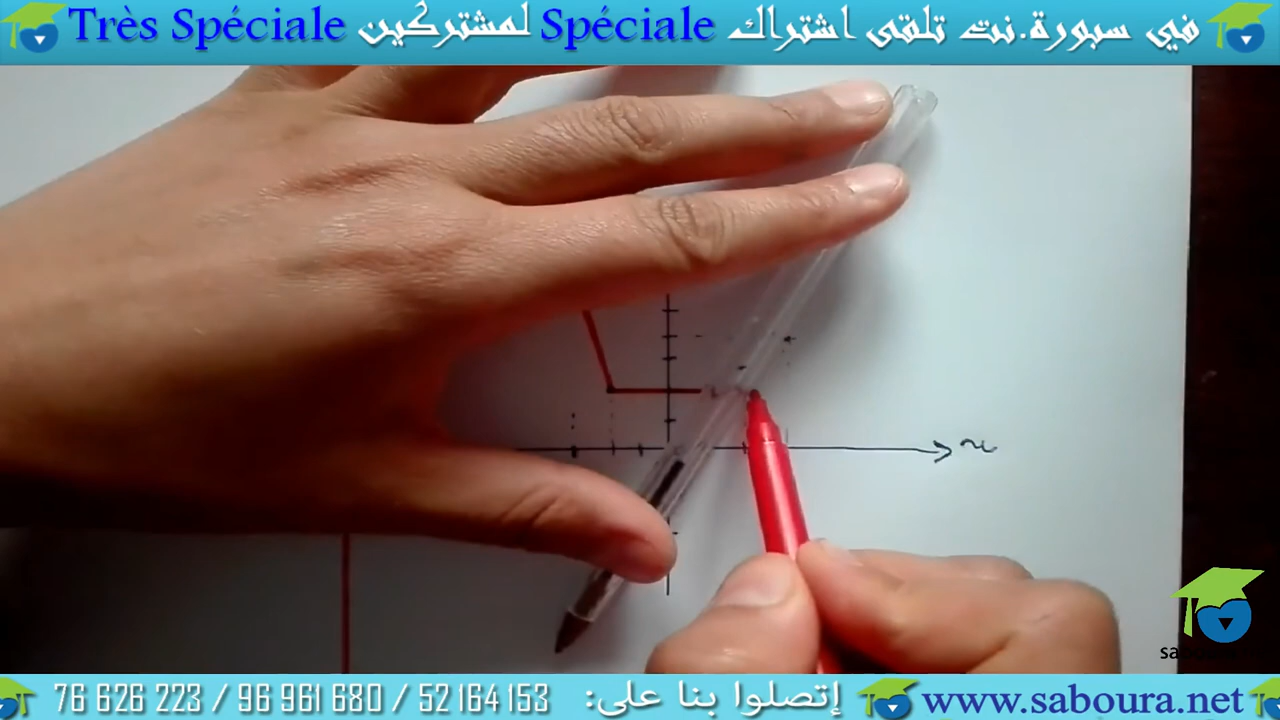 في سبورة.نت تلقى اشتراك Spéciale لمشتركين Très Spéciale
x
sabou
www.saboura.net إتصلوا بنا على: 76 626 223 / 96 961 680 / 52 164 153